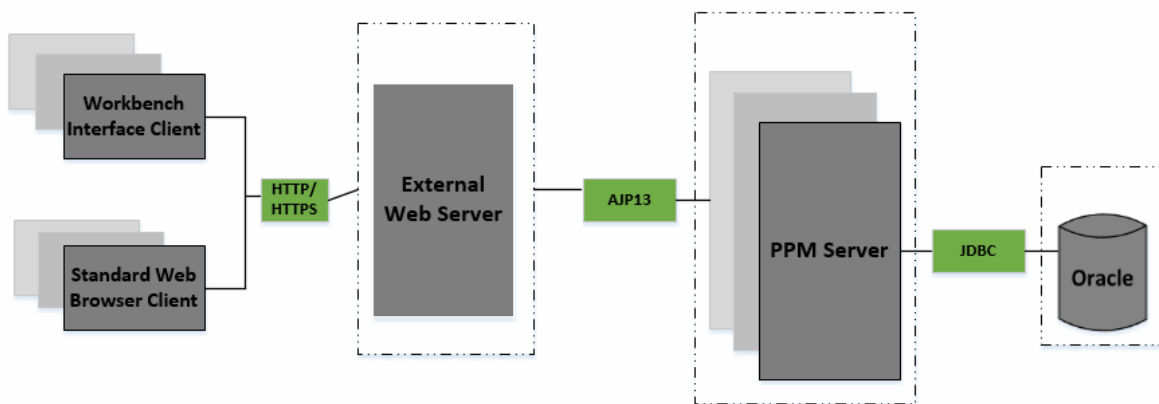 Workbench
Interface Client
Standard Web
Browser Client
HTTP/
HTTPS
External
Web Server
AJP13
PPM Server
JDBC
Oracle